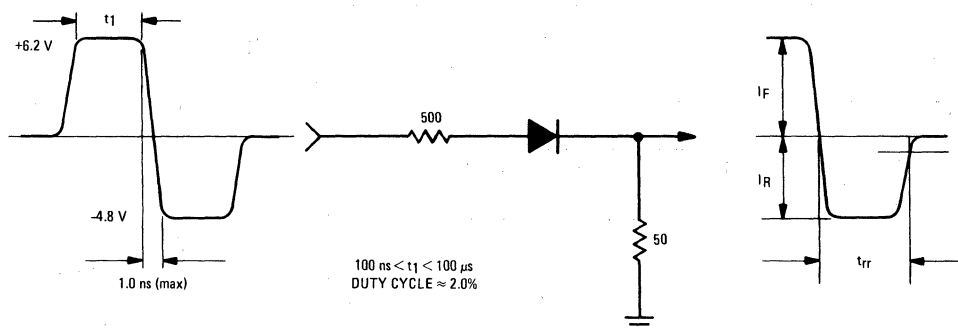 t1
+6.2 V
-4.8 V
1.0 ns (max)
500
50
100 ns < t1 < 100 μs
DUTY CYCLE ≈ 2.0%
IF
IR
trr